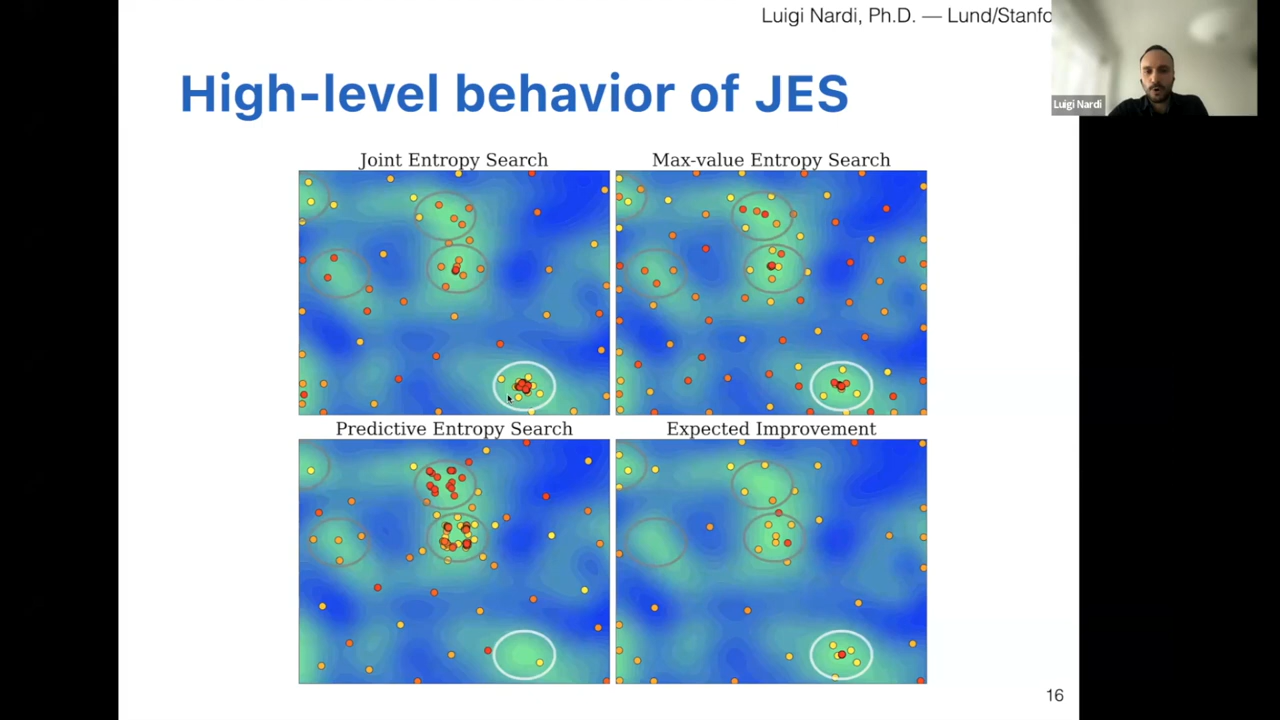 Luigi Nardi, Ph.D. — Lund/Stanfo
Luigi Nardi
High-level behavior of JES
Joint Entropy Search
Max-value Entropy Search
Predictive Entropy Search
Expected Improvement
16